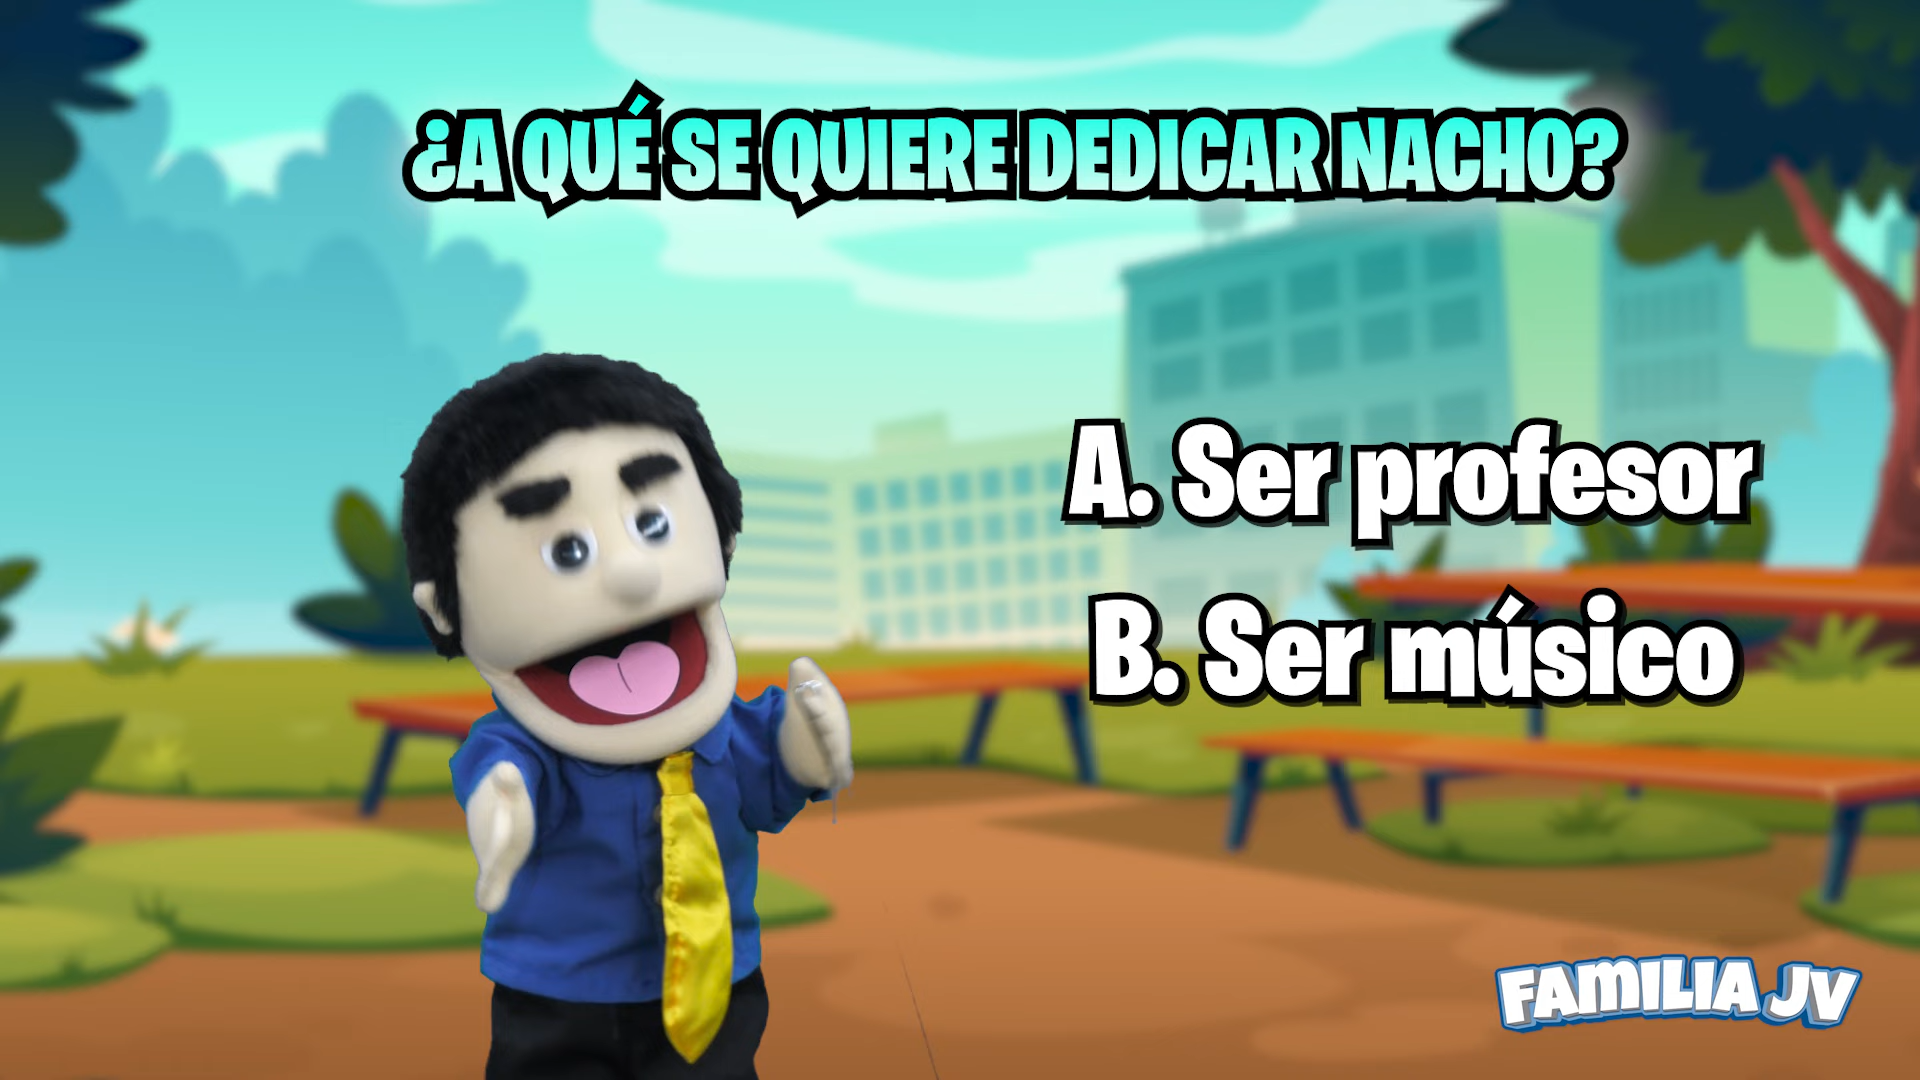 ¿A QUÉ SE QUIERE DEDICAR NACHO?
A. Ser profesor
B. Ser músico
FAMILIA JV